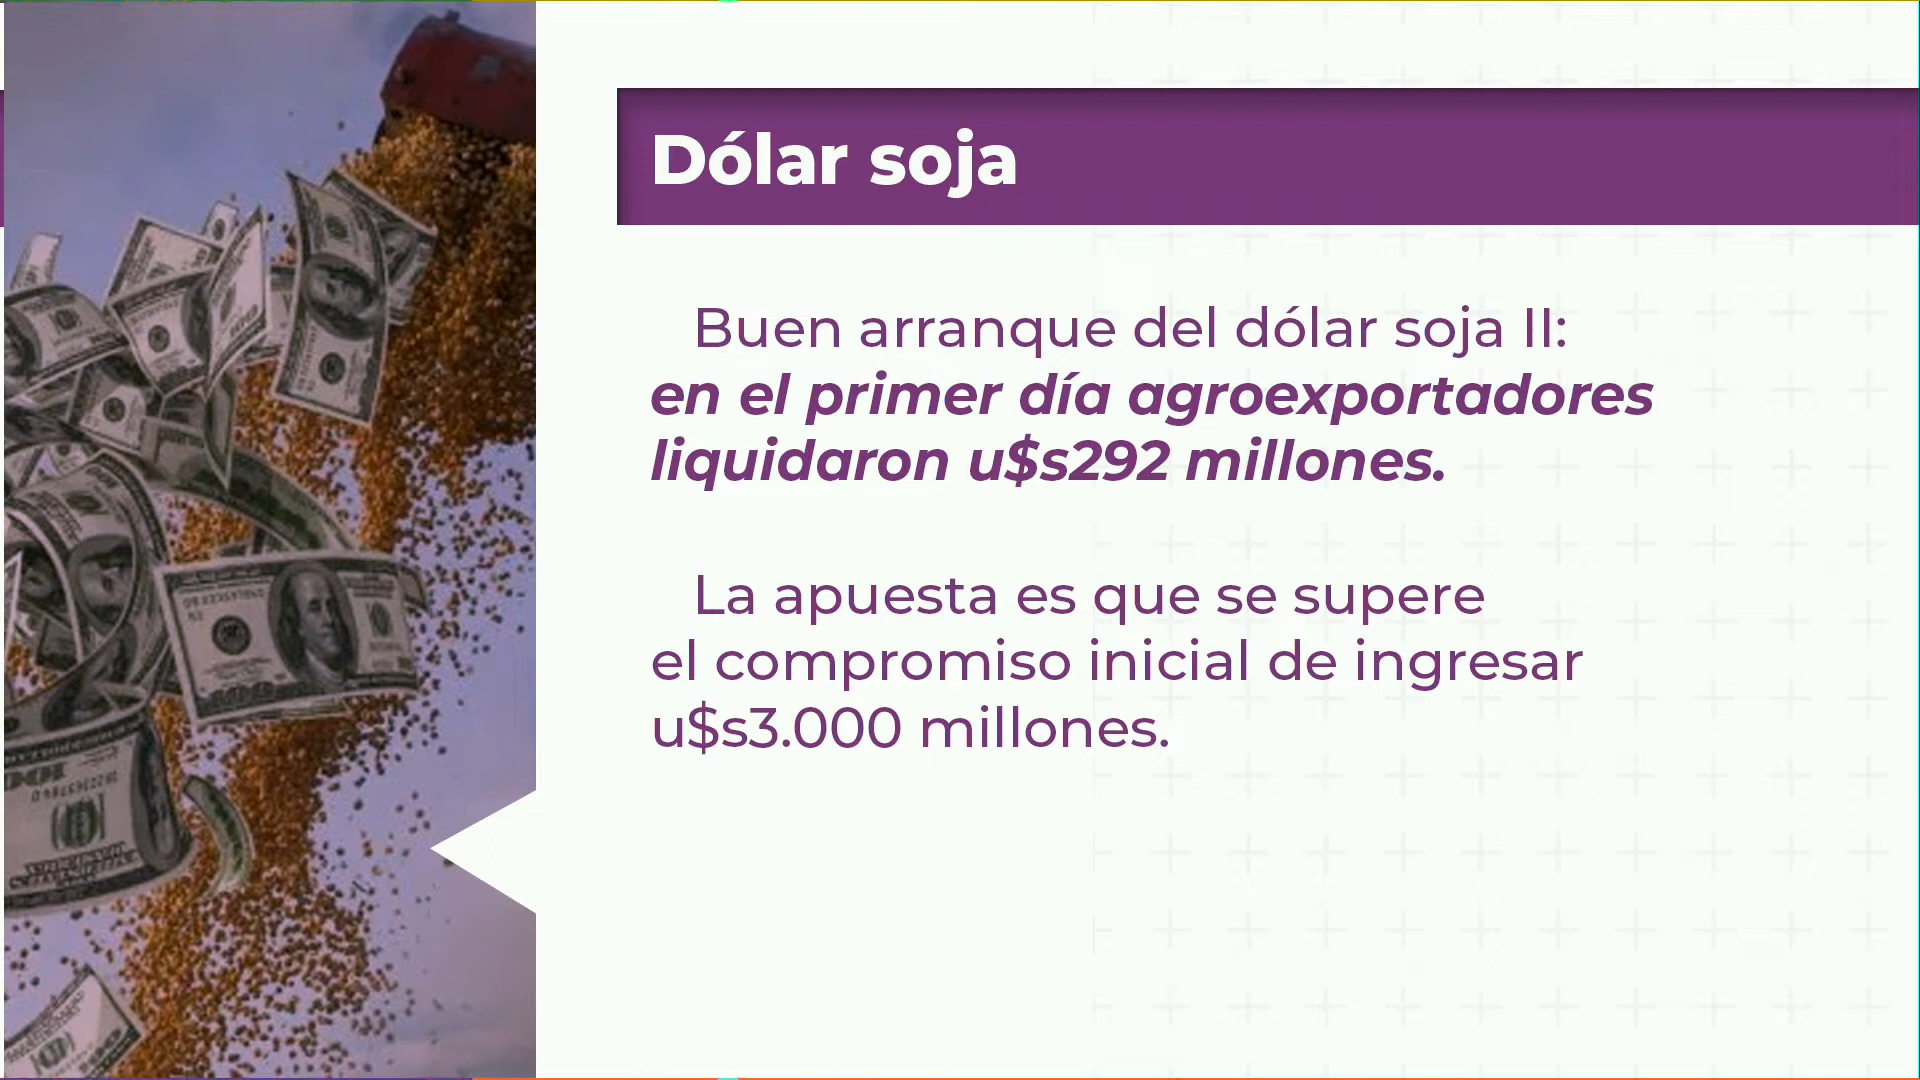 Dólar soja
Buen arranque del dólar soja II:
en el primer día agroexportadores
liquidaron u$s292 millones.
La apuesta es que se supere
el compromiso inicial de ingresar
u$s3.000 millones.